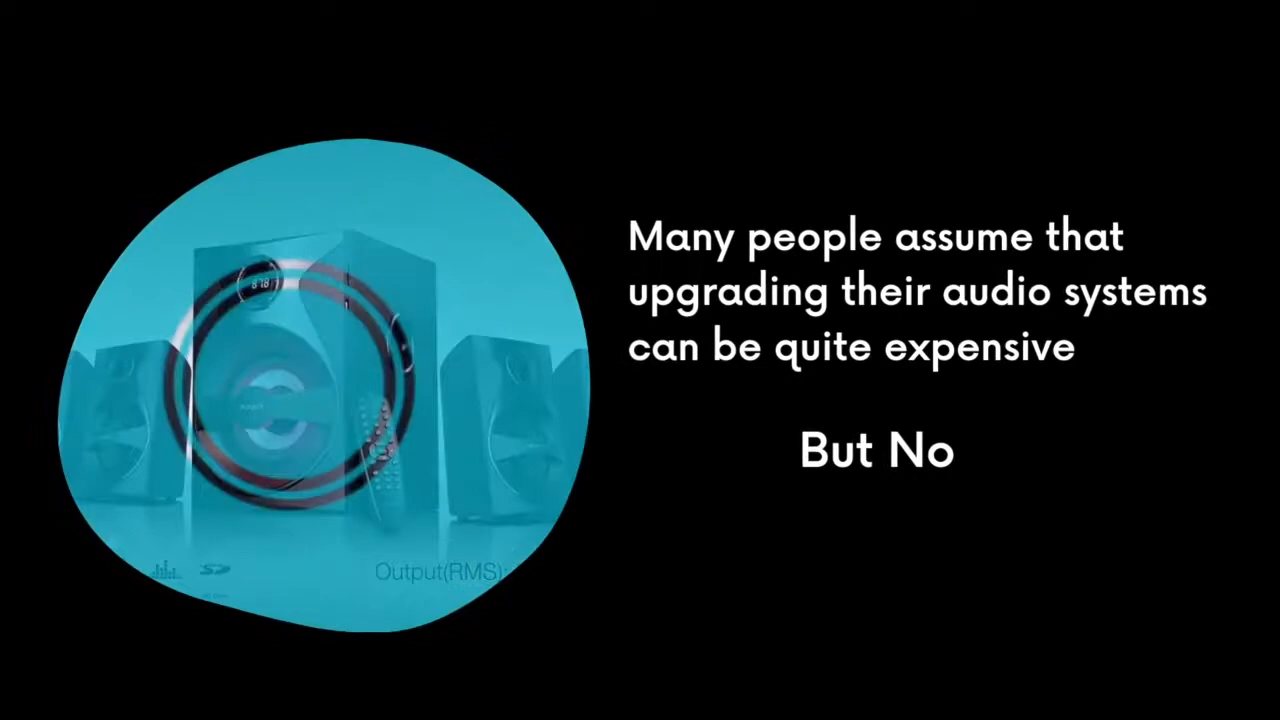 Many people assume that
upgrading their audio systems
can be quite expensive
But No
Output(RMS):